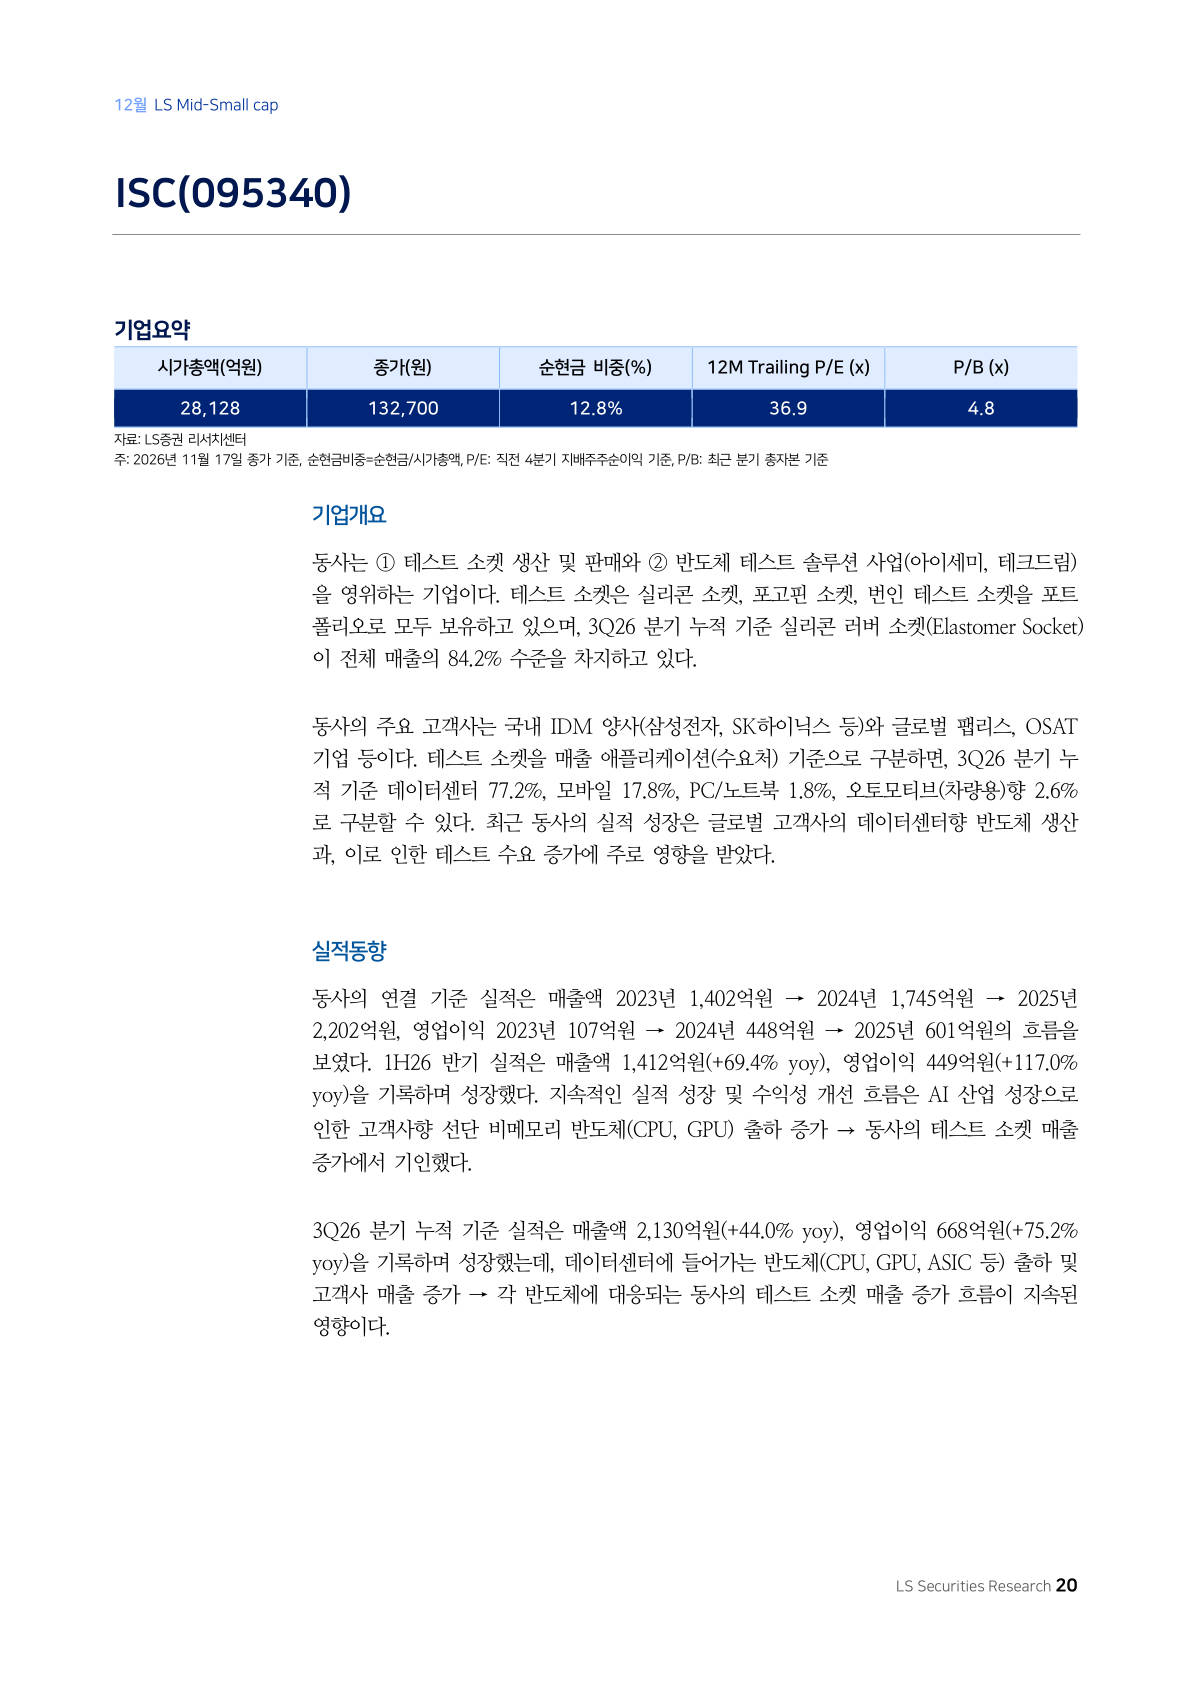 12월 LS Mid-Small cap
ISC(095340)
기업요약
시가총액(억원) 종가(원) 순현금 비중(%) 12M Trailing P/E (x) P/B (x)
28,128 132,700 12.8% 36.9 4.8
자료: LS증권 리서치센터
주: 2026년 11월 17일 종가 기준, 순현금비중=순현금/시가총액, P/E: 직전 4분기 지배주주순이익 기준, P/B: 최근 분기 총자본 기준
기업개요
동사는 ① 테스트 소켓 생산 및 판매와 ② 반도체 테스트 솔루션 사업(아이세미, 테크드림)
을 영위하는 기업이다. 테스트 소켓은 실리콘 소켓, 포고핀 소켓, 번인 테스트 소켓을 포트
폴리오로 모두 보유하고 있으며, 3Q26 분기 누적 기준 실리콘 러버 소켓(Elastomer Socket)
이 전체 매출의 84.2% 수준을 차지하고 있다.
동사의 주요 고객사는 국내 IDM 양사(삼성전자, SK하이닉스 등)와 글로벌 팹리스, OSAT
기업 등이다. 테스트 소켓을 매출 애플리케이션(수요처) 기준으로 구분하면, 3Q26 분기 누
적 기준 데이터센터 77.2%, 모바일 17.8%, PC/노트북 1.8%, 오토모티브(차량용)향 2.6%
로 구분할 수 있다. 최근 동사의 실적 성장은 글로벌 고객사의 데이터센터향 반도체 생산
과, 이로 인한 테스트 수요 증가에 주로 영향을 받았다.
실적동향
동사의 연결 기준 실적은 매출액 2023년 1,402억원 → 2024년 1,745억원 → 2025년
2,202억원, 영업이익 2023년 107억원 → 2024년 448억원 → 2025년 601억원의 흐름을
보였다. 1H26 반기 실적은 매출액 1,412억원(+69.4% yoy), 영업이익 449억원(+117.0%
yoy)을 기록하며 성장했다. 지속적인 실적 성장 및 수익성 개선 흐름은 AI 산업 성장으로
인한 고객사향 선단 비메모리 반도체(CPU, GPU) 출하 증가 → 동사의 테스트 소켓 매출
증가에서 기인했다.
3Q26 분기 누적 기준 실적은 매출액 2,130억원(+44.0% yoy), 영업이익 668억원(+75.2%
yoy)을 기록하며 성장했는데, 데이터센터에 들어가는 반도체(CPU, GPU, ASIC 등) 출하 및
고객사 매출 증가 → 각 반도체에 대응되는 동사의 테스트 소켓 매출 증가 흐름이 지속된
영향이다.
LS Securities Research 20